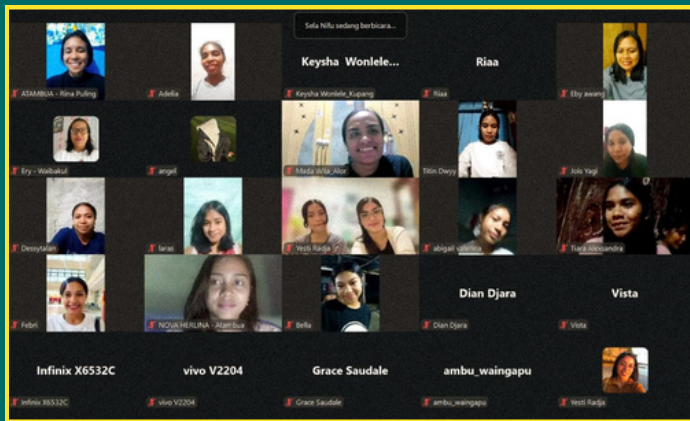 Sela Nifu sedang berbicara...
Keysha Wonlele...
Riaa
ATAMBUA - Rina Puling
Adelia
Keysha Wonlele_Kupang
Riaa
Eby awang
Ery - Waibakul
angel
Mada Wila_Alor
Titin Dwyy
Jois Yagi
Dessytalan
laras
Yesti Radja
abigail valerina
Tiara Alexsandra
Dian Djara
Vista
Febri
NOVA HERLINA - Atambua
Bella
Dian Djara
Vista
Infinix X6532C
vivo V2204
Grace Saudale
ambu_waingapu
Infinix X6532C
vivo V2204
Grace Saudale
ambu_waingapu
Yesti Radja